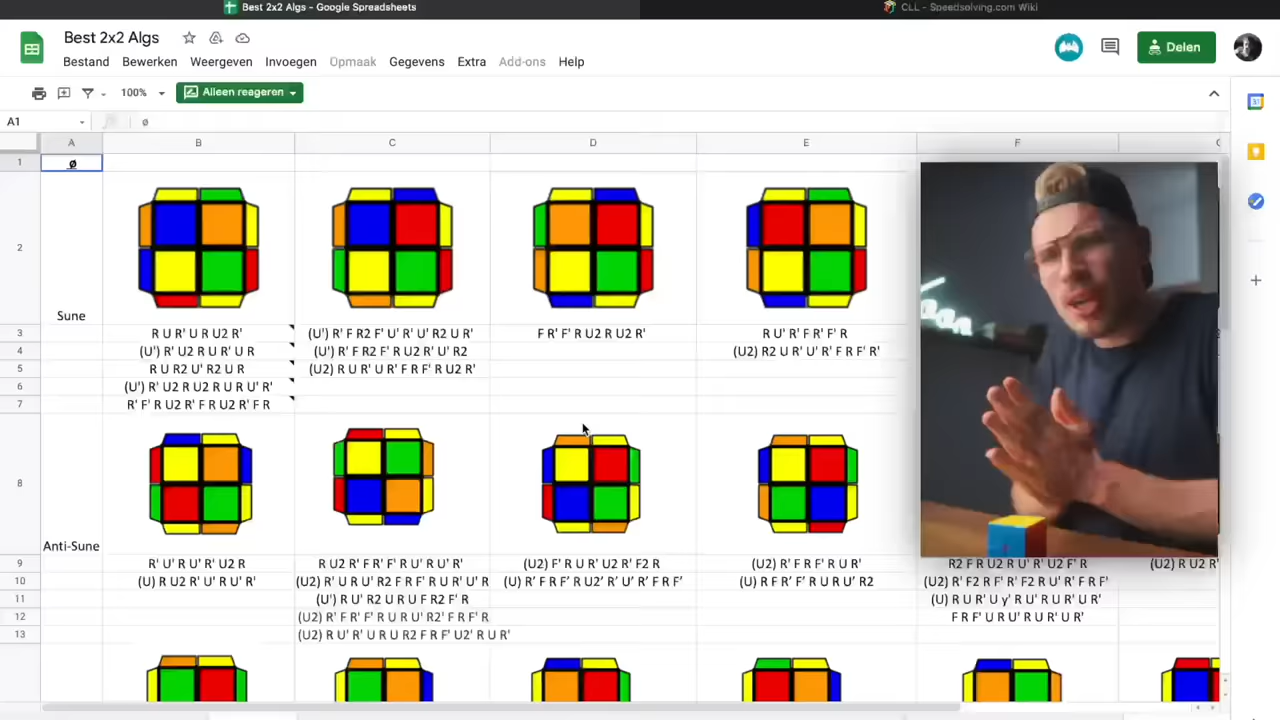 Best 2x2 Algs - Google Spreadsheets
CLL - Speedsolving.com Wiki
Best 2x2 Algs
Bestand Bewerken Weergeven Invoegen Opmaak Gegevens Extra Add-ons Help
Delen
100%
Alleen reageren
A1
ø
A B C D E F
1 ø
2
Sune
3 R U R' U R U2 R' (U') R' F R2 F' U' R' U' R2 U R' F R' F' R U2 R U2 R' R U' R' F R' F' R
4 (U') R' U2 R U R' U R (U') R' F R2 F' R U2 R' U' R2 (U2) R2 U R' U' R' F R F' R'
5 R U R2 U' R2 U R (U2) R U R' U' R' F R F' R U2 R'
6 (U') R' U2 R U2 R U R U' R'
7 R' F' R U2 R' F R U2 R' F R
8
Anti-Sune
9 R' U' R U' R' U2 R R U2 R' F R' F' R U' R U' R' (U2) F' R U R' U2 R' F2 R (U2) R' F R F' R U R' R2 F R U2 R U2 F' R (U2) R U2 R'
10 (U) R U2 R' U' R U' R' (U2) R' U R U' R2 F R F' R U R' U' R (U) R' F R F' R U2' R' U' R' F R F' (U) R F R' F' R U R U' R2 (U2) R' F2 R F' R' F2 R U' R' F R F'
11 (U') R' U R2 U R U F R2 F' R (U) R U R' U y' R U' R U R' U R'
12 (U2) R' F R' F' R U R U' R2' F R F' R F R F' U R U' R U R' U R'
13 (U2) R U' R' U R U R2 F R F' U2' R U R'